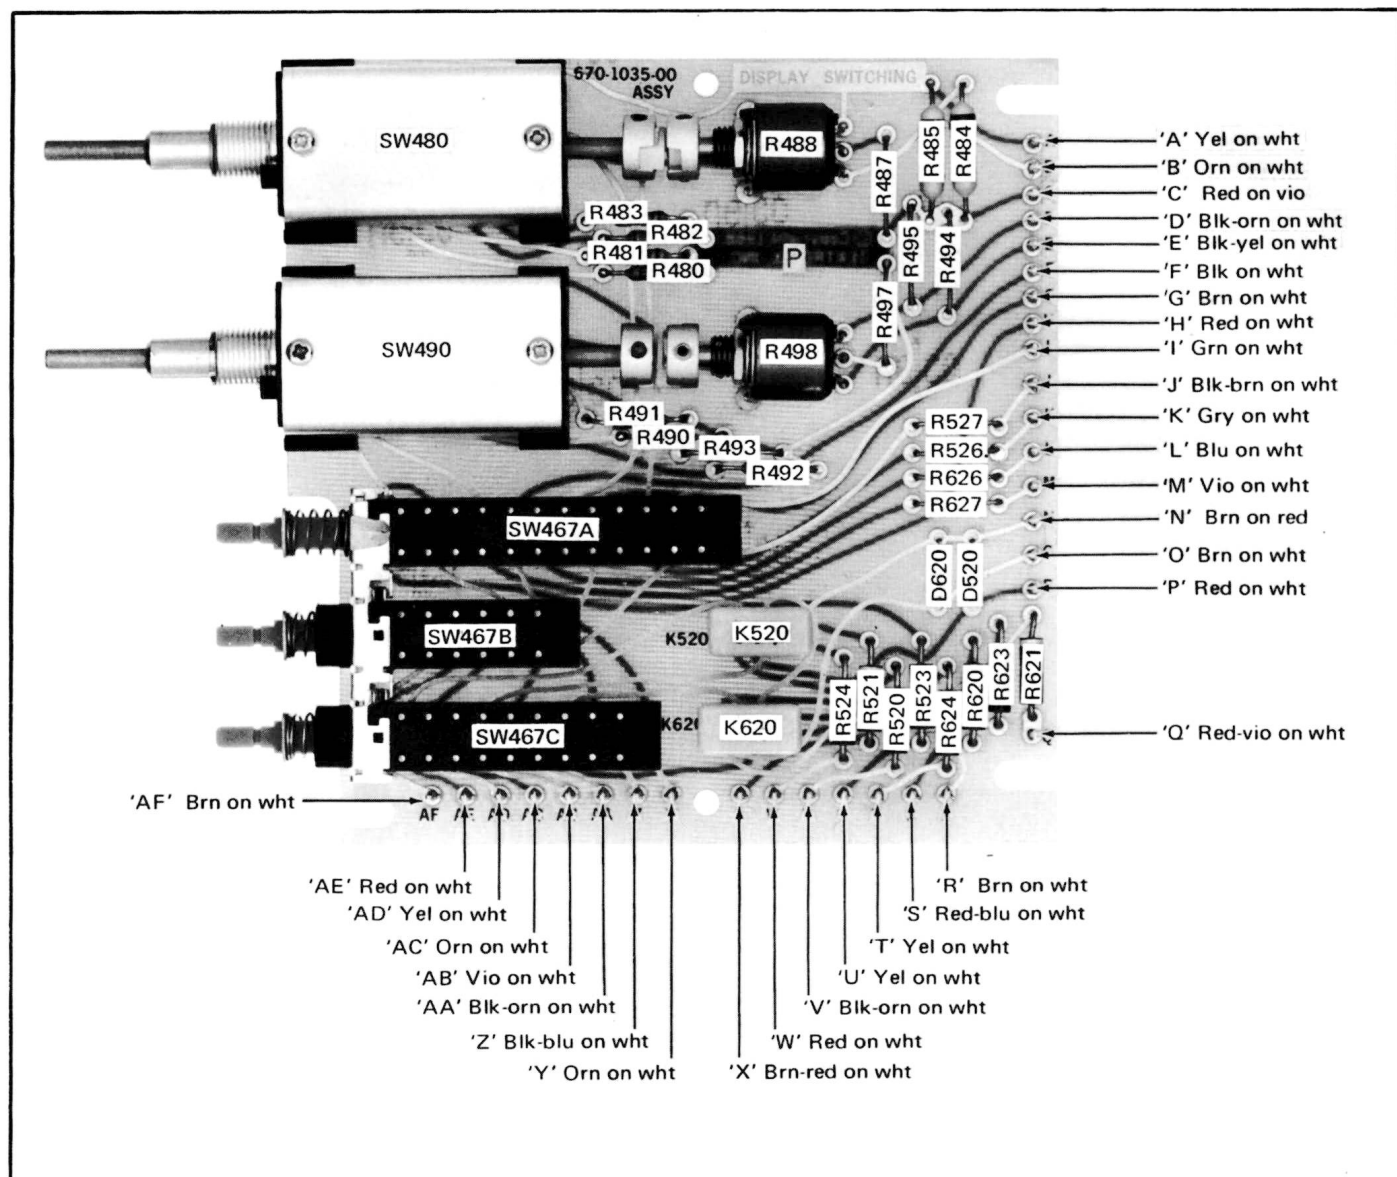 670-1035-00
ASSY
DISPLAY SWITCHING
SW480
R488
R487
R485
R484
R483
R482
R481
R480
P
R495
R494
R497
SW490
R498
R491
R490
R493
R492
R527
R526
R626
R627
SW467A
D620
D520
SW467B
K520
K520
SW467C
K620
K620
R524
R521
R520
R523
R624
R620
R623
R621
'A' Yel on wht
'B' Orn on wht
'C' Red on vio
'D' Blk-orn on wht
'E' Blk-yel on wht
'F' Blk on wht
'G' Brn on wht
'H' Red on wht
'I' Grn on wht
'J' Blk-brn on wht
'K' Gry on wht
'L' Blu on wht
'M' Vio on wht
'N' Brn on red
'O' Brn on wht
'P' Red on wht
'Q' Red-vio on wht
'AF' Brn on wht
AF
AE
AD
'AE' Red on wht
'AD' Yel on wht
'AC' Orn on wht
'AB' Vio on wht
'AA' Blk-orn on wht
'Z' Blk-blu on wht
'Y' Orn on wht
'R' Brn on wht
'S' Red-blu on wht
'T' Yel on wht
'U' Yel on wht
'V' Blk-orn on wht
'W' Red on wht
'X' Brn-red on wht